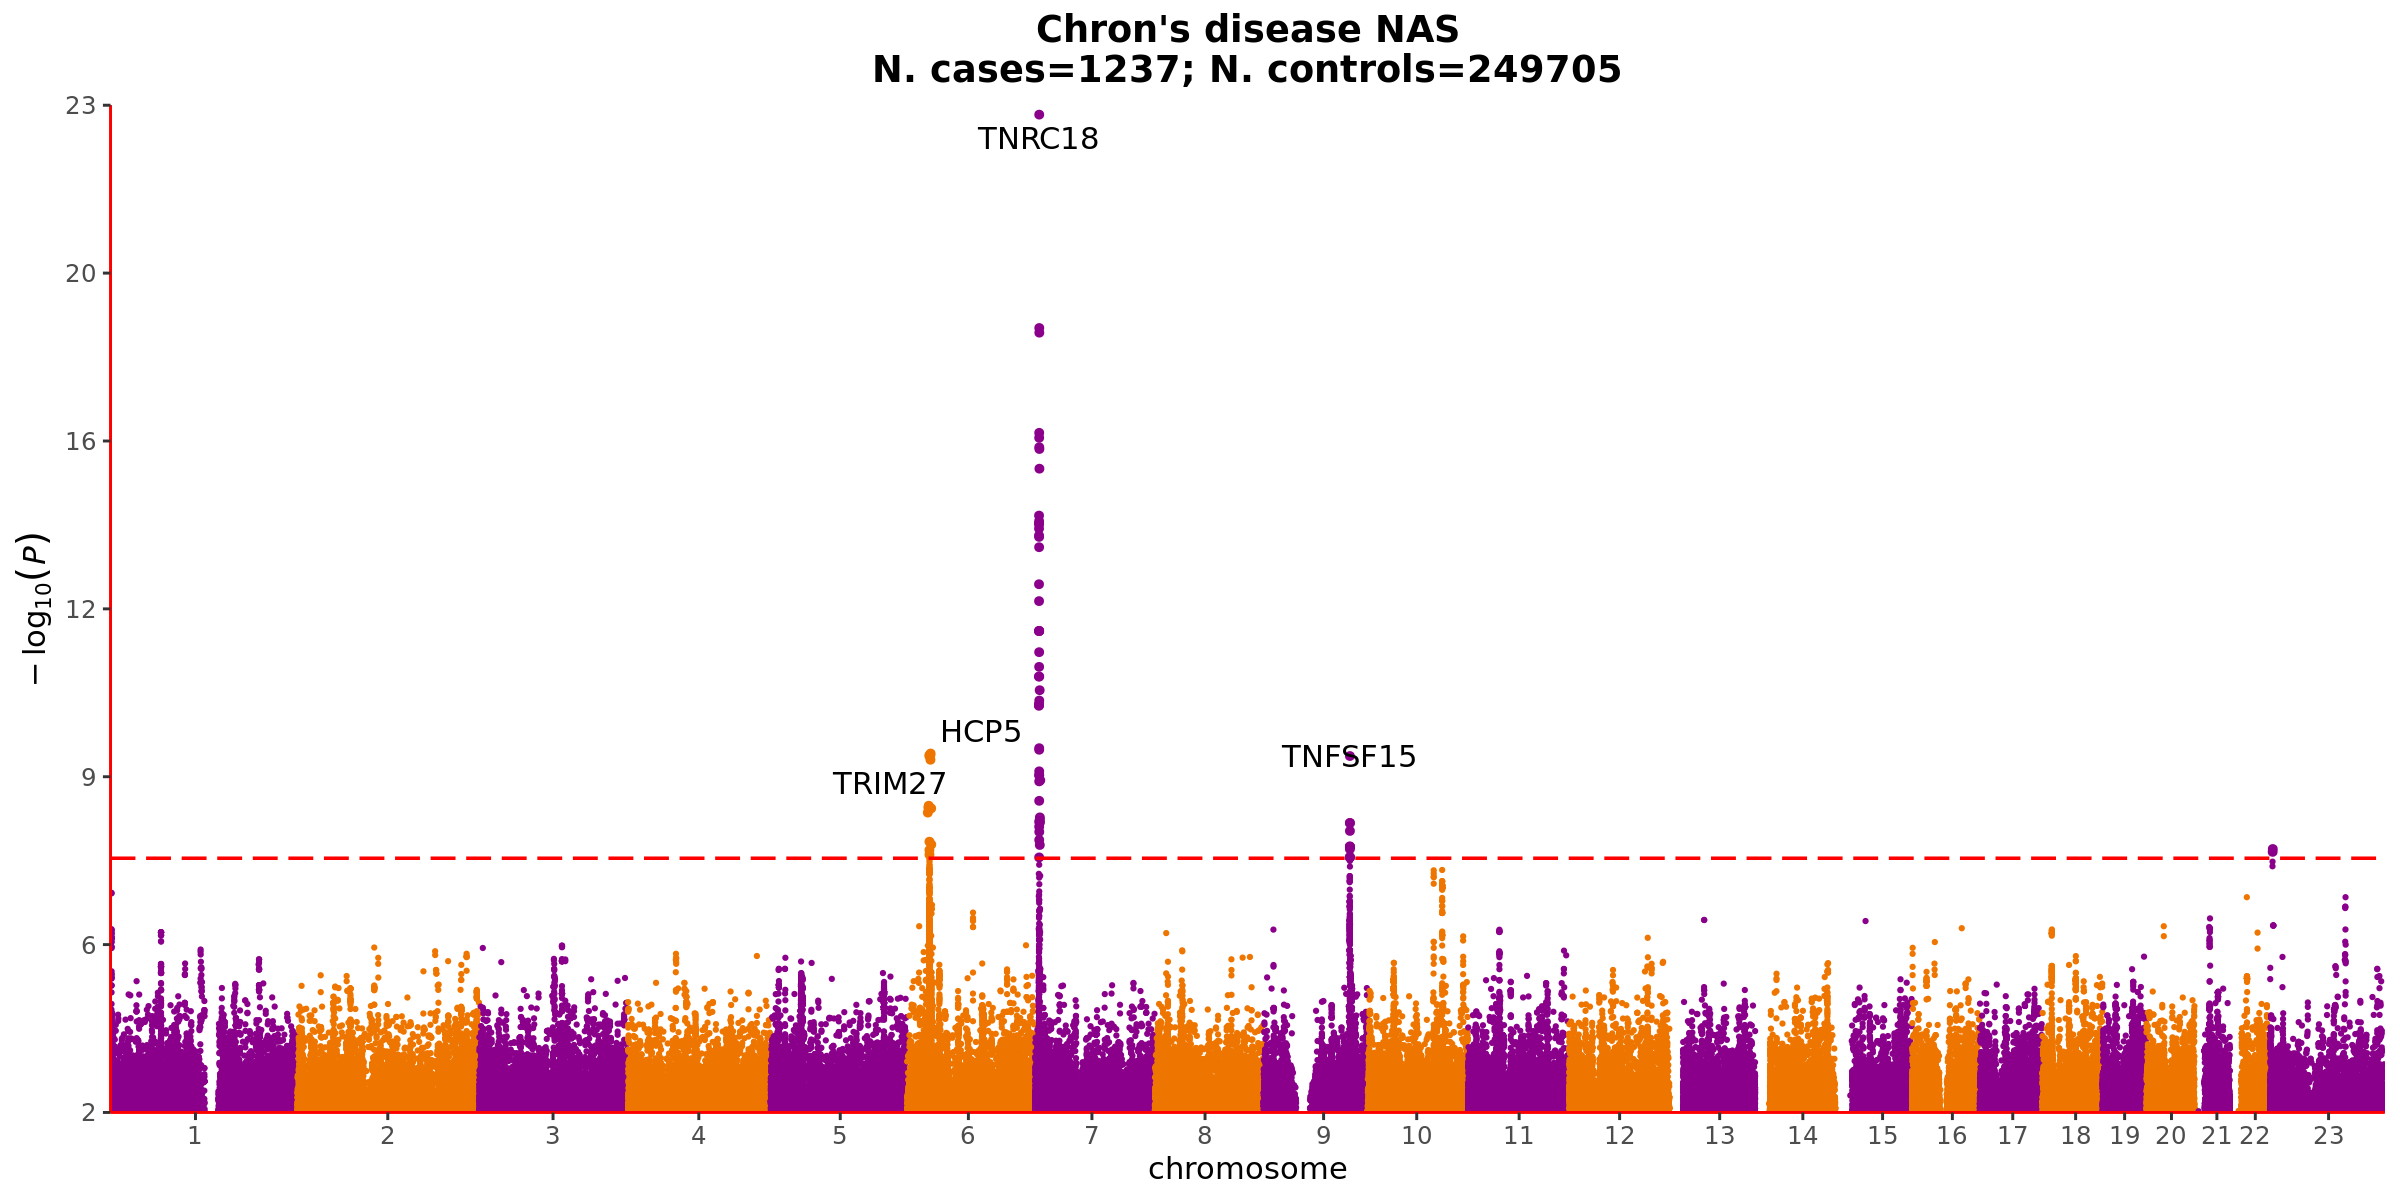 Chron's disease NAS
N. cases=1237; N. controls=249705
23
TNRC18
20
16
12
− log10(P)
HCP5
TNFSF15
9
TRIM27
6
2
1 2 3 4 5 6 7 8 9 10 11 12 13 14 15 16 17 18 19 20 21 22 23
chromosome